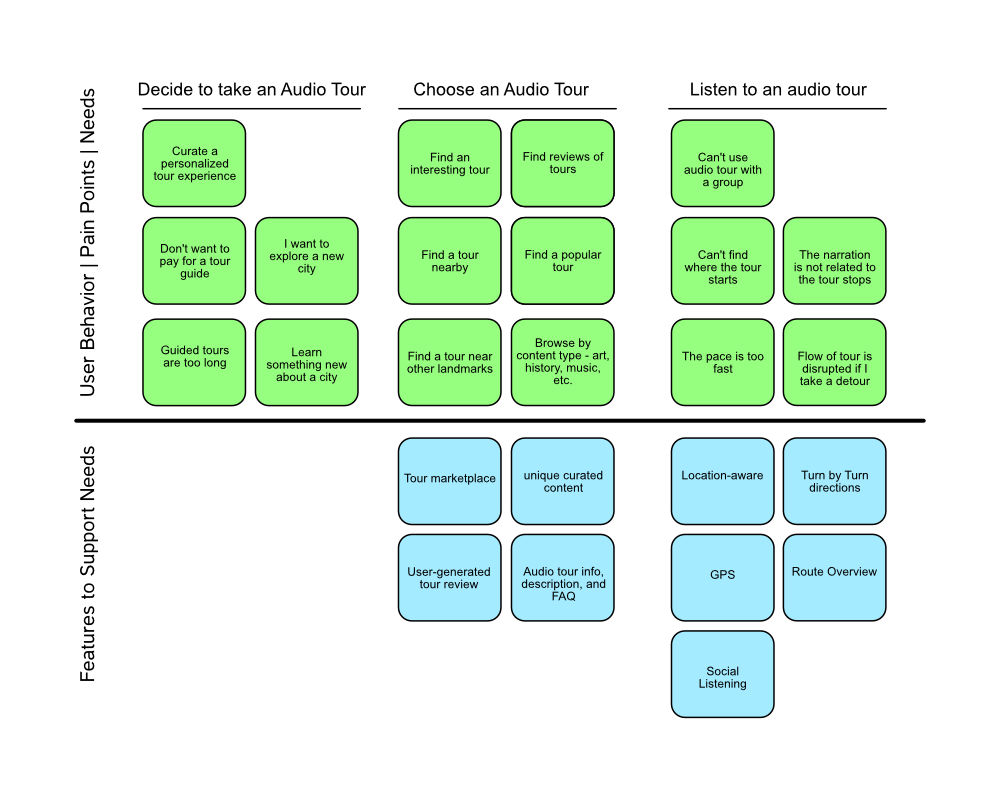 Decide to take an Audio Tour
Choose an Audio Tour
Listen to an audio tour
User Behavior | Pain Points | Needs
Curate a
personalized
tour experience
Don't want to
pay for a tour
guide
I want to
explore a new
city
Guided tours
are too long
Learn
something new
about a city
Find an
interesting tour
Find reviews of
tours
Find a tour
nearby
Find a popular
tour
Find a tour near
other landmarks
Browse by
content type - art,
history, music,
etc.
Can't use
audio tour with
a group
Can't find
where the tour
starts
The narration
is not related to
the tour stops
The pace is too
fast
Flow of tour is
disrupted if I
take a detour
Features to Support Needs
Tour marketplace
unique curated
content
User-generated
tour review
Audio tour info,
description, and
FAQ
Location-aware
Turn by Turn
directions
GPS
Route Overview
Social
Listening